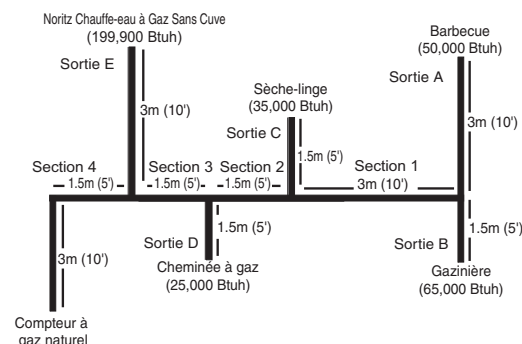 Noritz Chauffe-eau à Gaz Sans Cuve
(199,900 Btuh)
Sortie E
3m (10')
Barbecue
(50,000 Btuh)
Sortie A
3m (10')
Sèche-linge
(35,000 Btuh)
Sortie C
1.5m (5')
Section 4
1.5m (5')
Section 3
1.5m (5')
Section 2
1.5m (5')
Section 1
3m (10')
3m (10')
Compteur à
gaz naturel
Sortie D
1.5m (5')
Cheminée à gaz
(25,000 Btuh)
Sortie B
1.5m (5')
Gazinière
(65,000 Btuh)